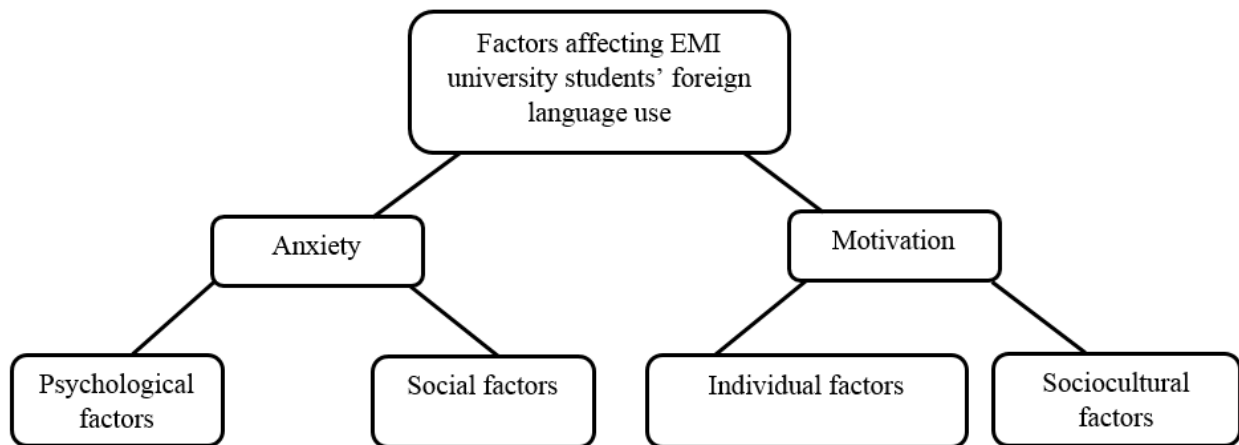 Factors affecting EMI
university students’ foreign
language use
Anxiety
Motivation
Psychological
factors
Social factors
Individual factors
Sociocultural
factors